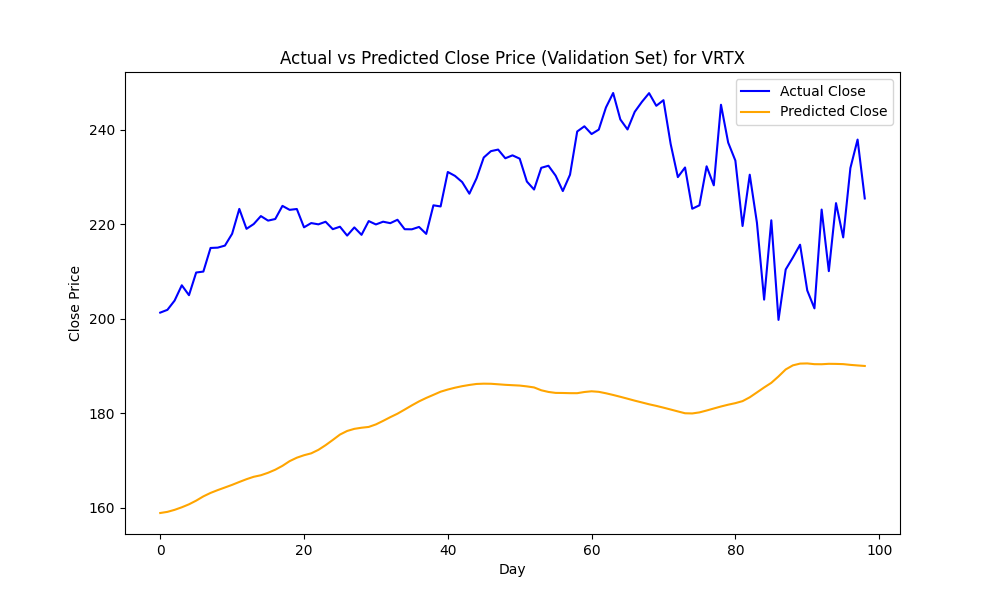 Actual vs Predicted Close Price (Validation Set) for VRTX
Actual Close
Predicted Close
Close Price
240
220
200
180
160
0 20 40 60 80 100
Day